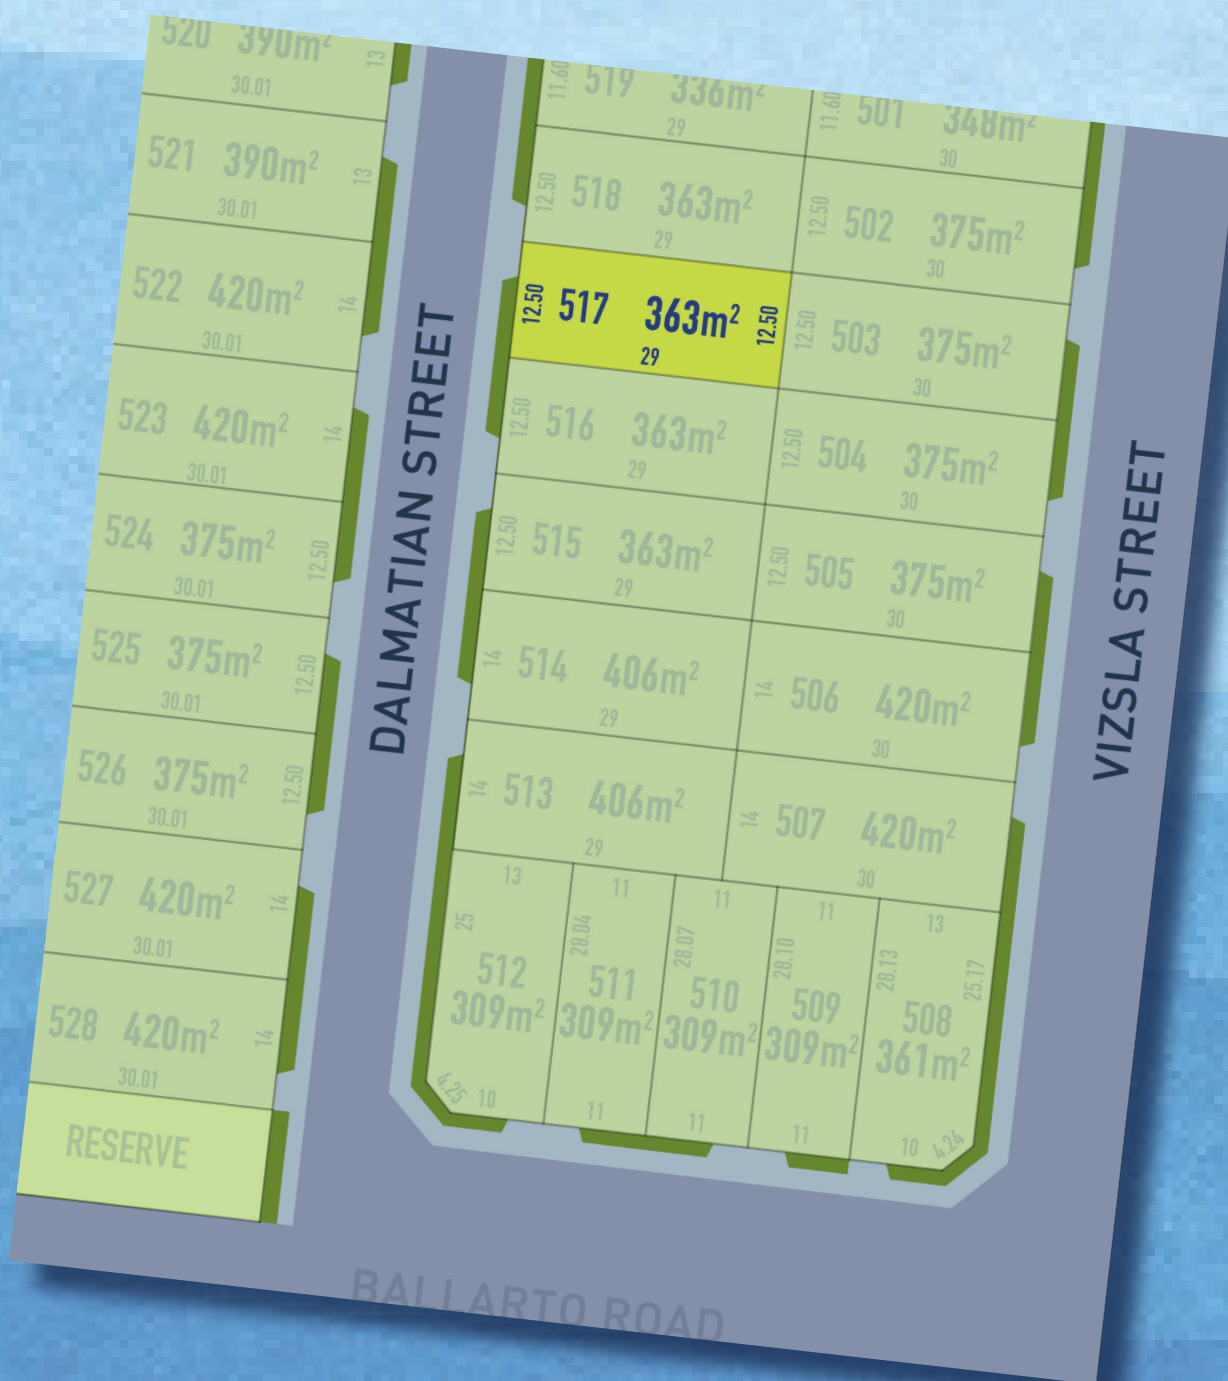 520 390m²
30.01
13
521 390m²
30.01
13
522 420m²
30.01
14
523 420m²
30.01
14
524 375m²
30.01
12.50
525 375m²
30.01
12.50
526 375m²
30.01
12.50
527 420m²
30.01
14
528 420m²
30.01
14
RESERVE
DALMATIAN STREET
11.60
519 336m²
29
12.50
518 363m²
29
12.50
517 363m²
29
12.50
12.50
516 363m²
29
12.50
515 363m²
29
14
514 406m²
29
14
513 406m²
29
11.60
501 348m²
30
12.50
502 375m²
30
12.50
503 375m²
30
12.50
504 375m²
30
12.50
505 375m²
30
14
506 420m²
30
14
507 420m²
30
13
25
512
309m²
4.25
10
11
28.04
511
309m²
11
11
28.07
510
309m²
11
11
28.10
509
309m²
11
13
28.13
25.17
508
361m²
10
4.24
VIZSLA STREET
BALLARTO ROAD